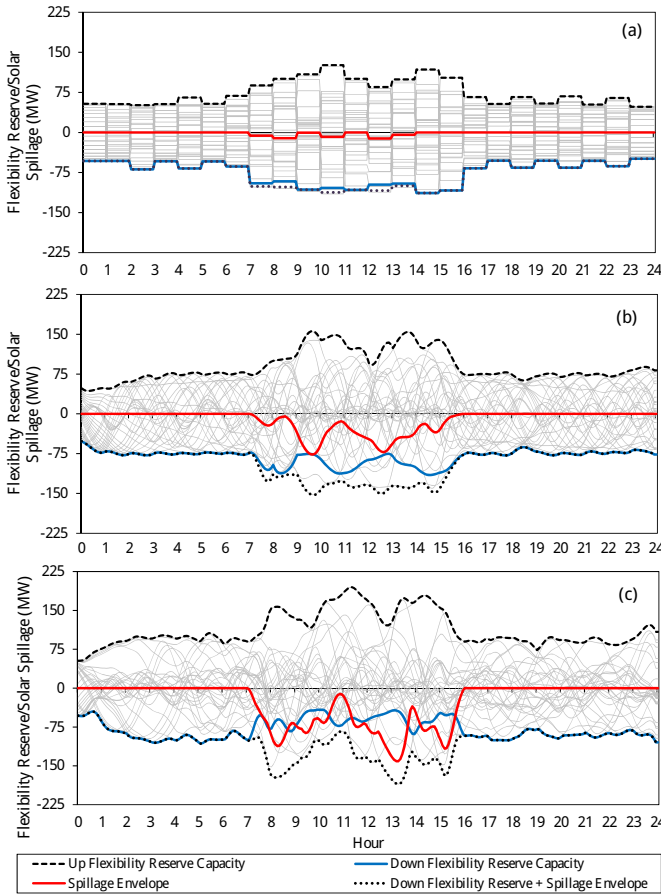 Flexibility Reserve/Solar
Spillage (MW)
225
150
75
0
-75
-150
-225
(a)
0 1 2 3 4 5 6 7 8 9 10 11 12 13 14 15 16 17 18 19 20 21 22 23 24
Flexibility Reserve/Solar
Spillage (MW)
225
150
75
0
-75
-150
-225
(b)
0 1 2 3 4 5 6 7 8 9 10 11 12 13 14 15 16 17 18 19 20 21 22 23 24
Flexibility Reserve/Solar Spillage (MW)
225
150
75
0
-75
-150
-225
(c)
0 1 2 3 4 5 6 7 8 9 10 11 12 13 14 15 16 17 18 19 20 21 22 23 24
Hour
Up Flexibility Reserve Capacity
Down Flexibility Reserve Capacity
Spillage Envelope
Down Flexibility Reserve + Spillage Envelope